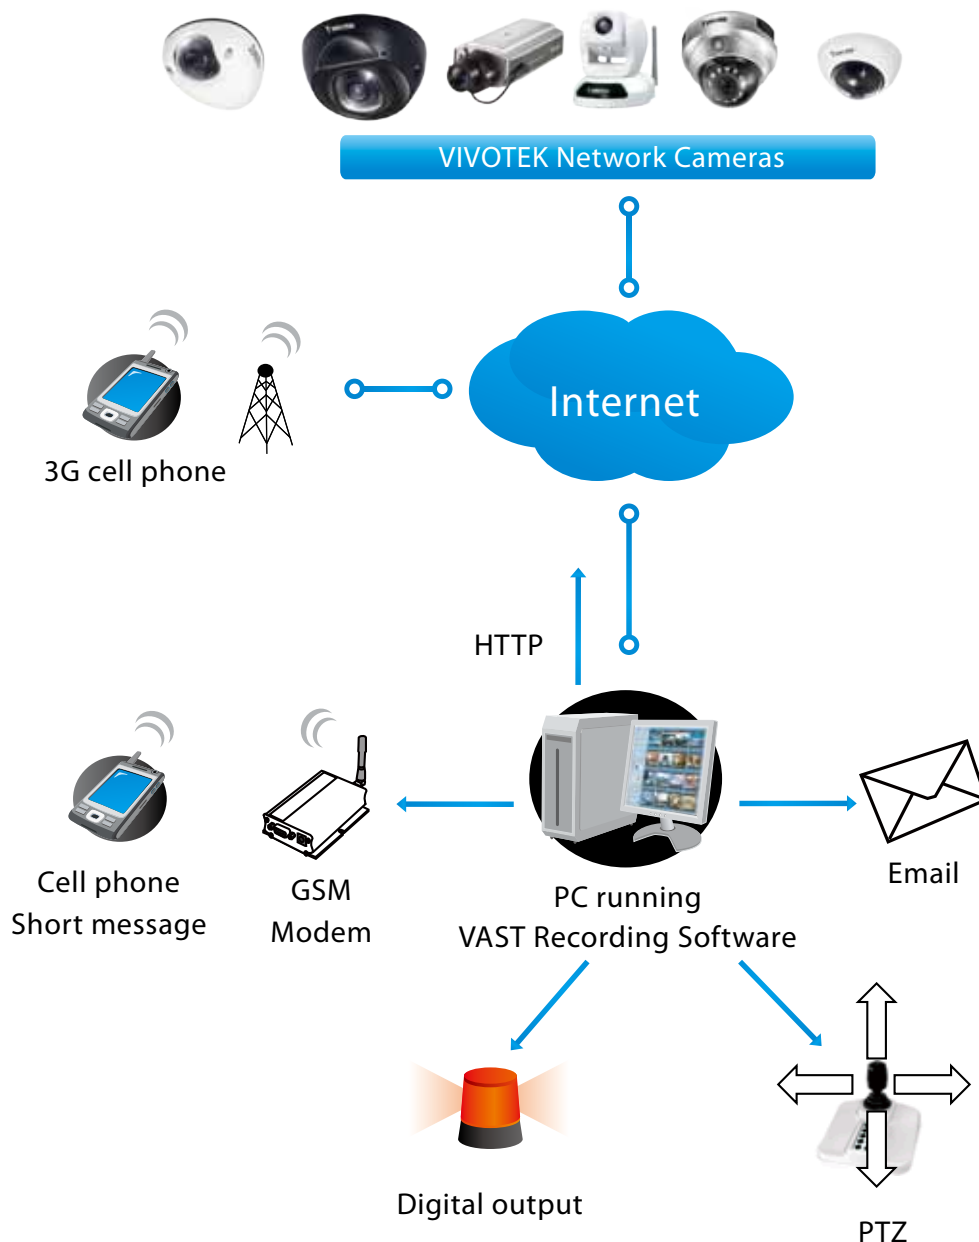 VIVOTEK Network Cameras
Internet
3G cell phone
HTTP
Cell phone
Short message
GSM
Modem
PC running
VAST Recording Software
Email
Digital output
PTZ